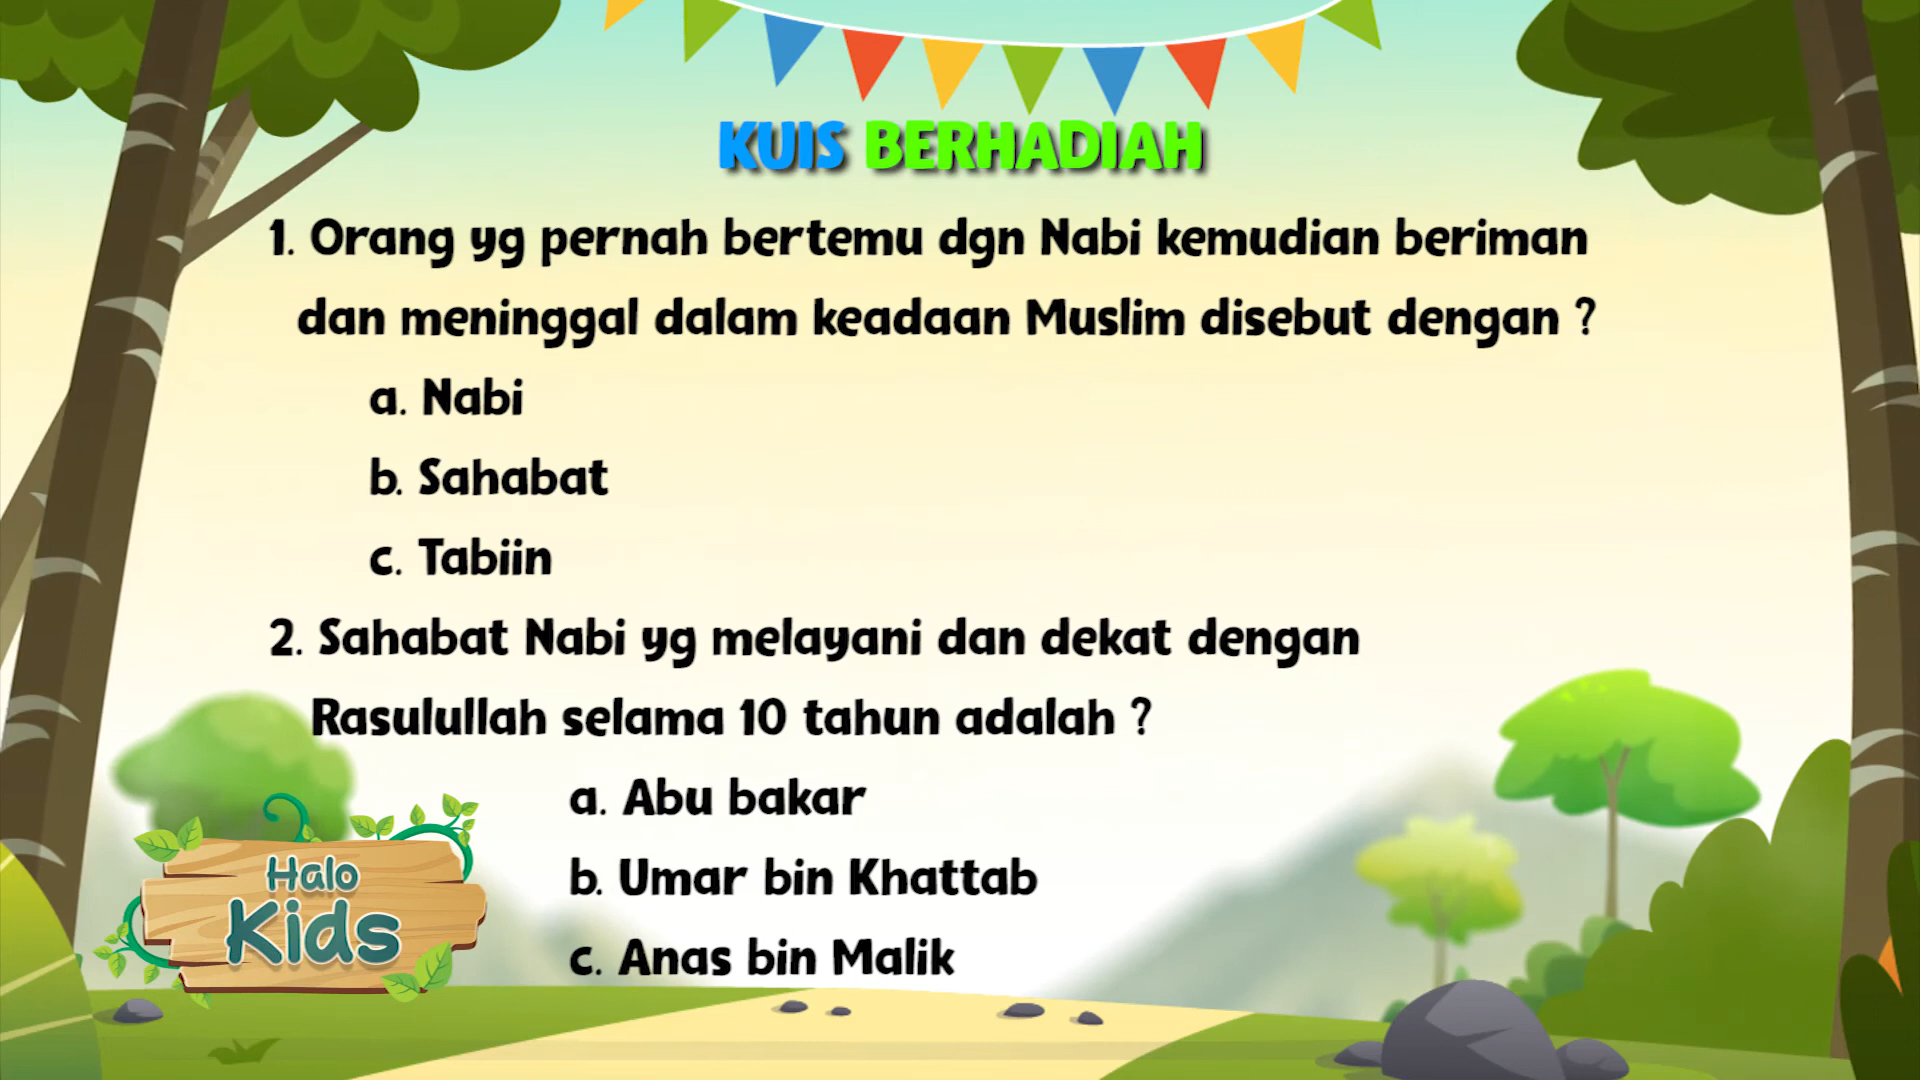 KUIS BERHADIAH
1. Orang yg pernah bertemu dgn Nabi kemudian beriman
dan meninggal dalam keadaan Muslim disebut dengan ?
a. Nabi
b. Sahabat
c. Tabiin
2. Sahabat Nabi yg melayani dan dekat dengan
Rasulullah selama 10 tahun adalah ?
a. Abu bakar
b. Umar bin Khattab
c. Anas bin Malik
Halo
Kids